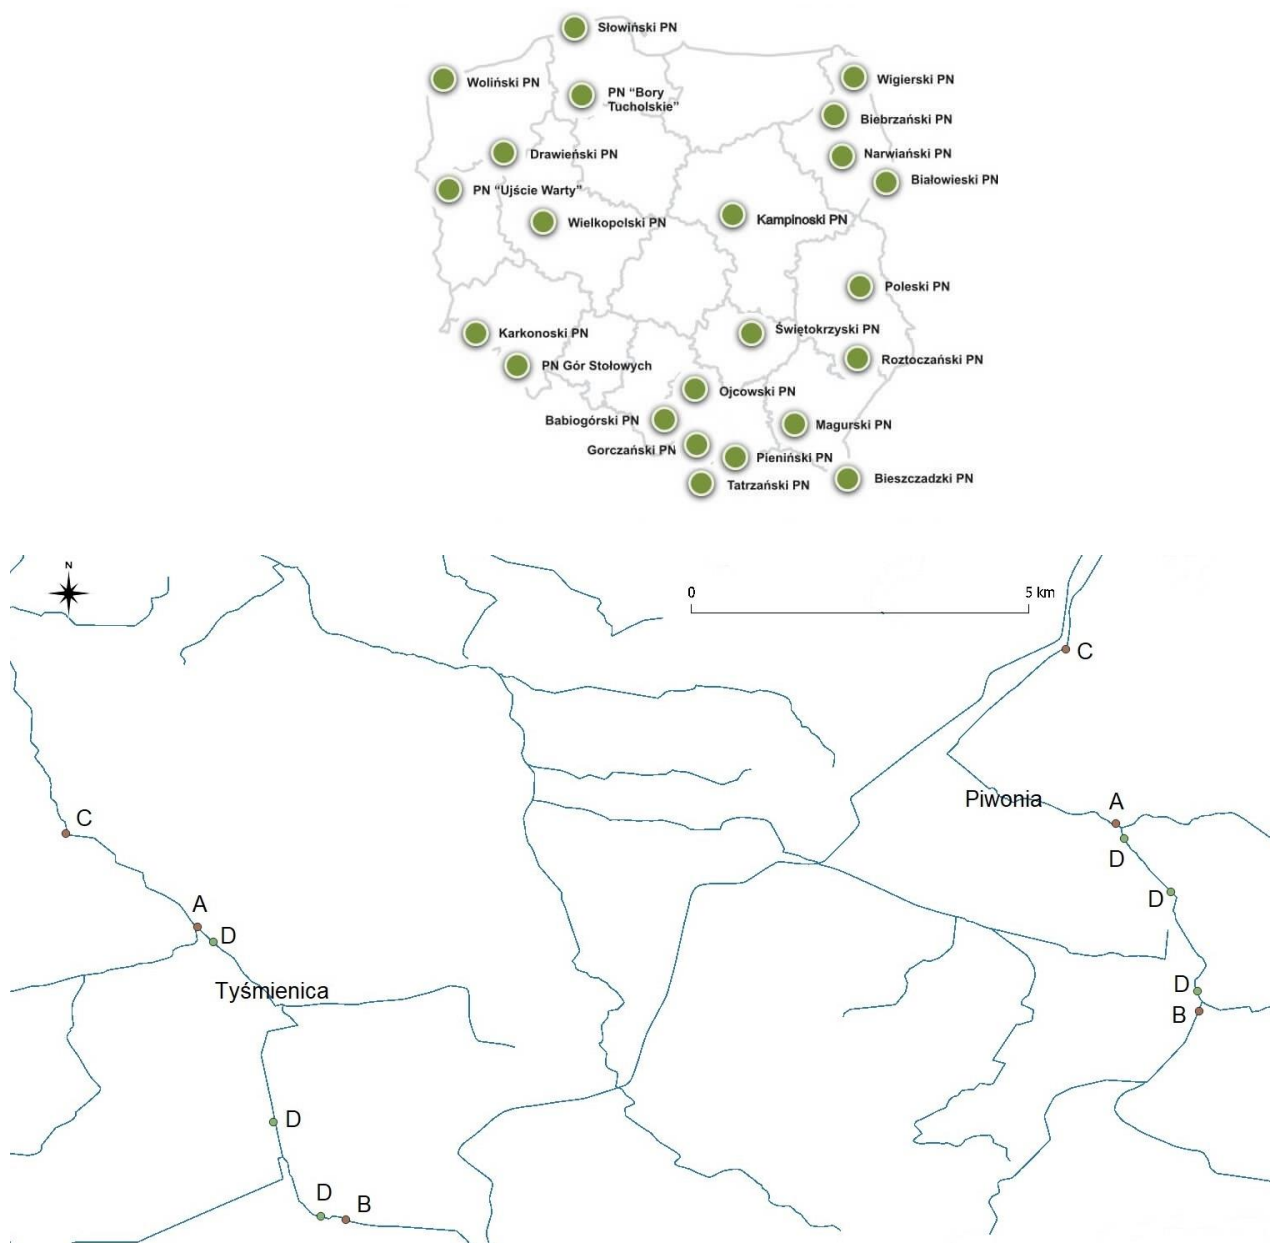 Słowiński PN
Woliński PN
Wigierski PN
PN “Bory
Tucholskie”
Biebrzański PN
Drawieński PN
Narwiański PN
Białowieski PN
PN “Ujście Warty”
Wielkopolski PN
Kampinoski PN
Poleski PN
Karkonoski PN
Świętokrzyski PN
PN Gór Stołowych
Roztoczański PN
Ojcowski PN
Babiogórski PN
Magurski PN
Gorczański PN
Pieniński PN
Tatrzański PN
Bieszczadzki PN
N
0
5 km
C
Piwonia
A
C
D
D
A
D
Tyśmienica
D
B
D
D
B